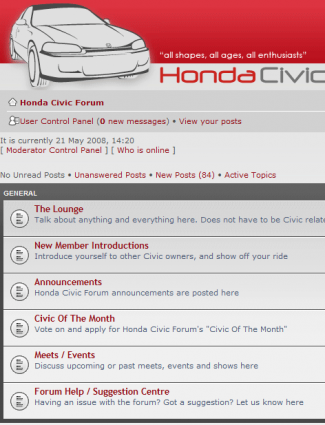 "all shapes, all ages, all enthusiasts"
HondaCivic
Honda Civic Forum
User Control Panel (0 new messages) • View your posts
It is currently 21 May 2008, 14:20
[ Moderator Control Panel ] [ Who is online ]
No Unread Posts • Unanswered Posts • New Posts (84) • Active Topics
GENERAL
The Lounge
Talk about anything and everything here. Does not have to be Civic relate
New Member Introductions
Introduce yourself to other Civic owners, and show off your ride
Announcements
Honda Civic Forum announcements are posted here
Civic Of The Month
Vote on and apply for Honda Civic Forum's "Civic Of The Month"
Meets / Events
Discuss upcoming or past meets, events and shows here
Forum Help / Suggestion Centre
Having an issue with the forum? Got a suggestion? Let us know here